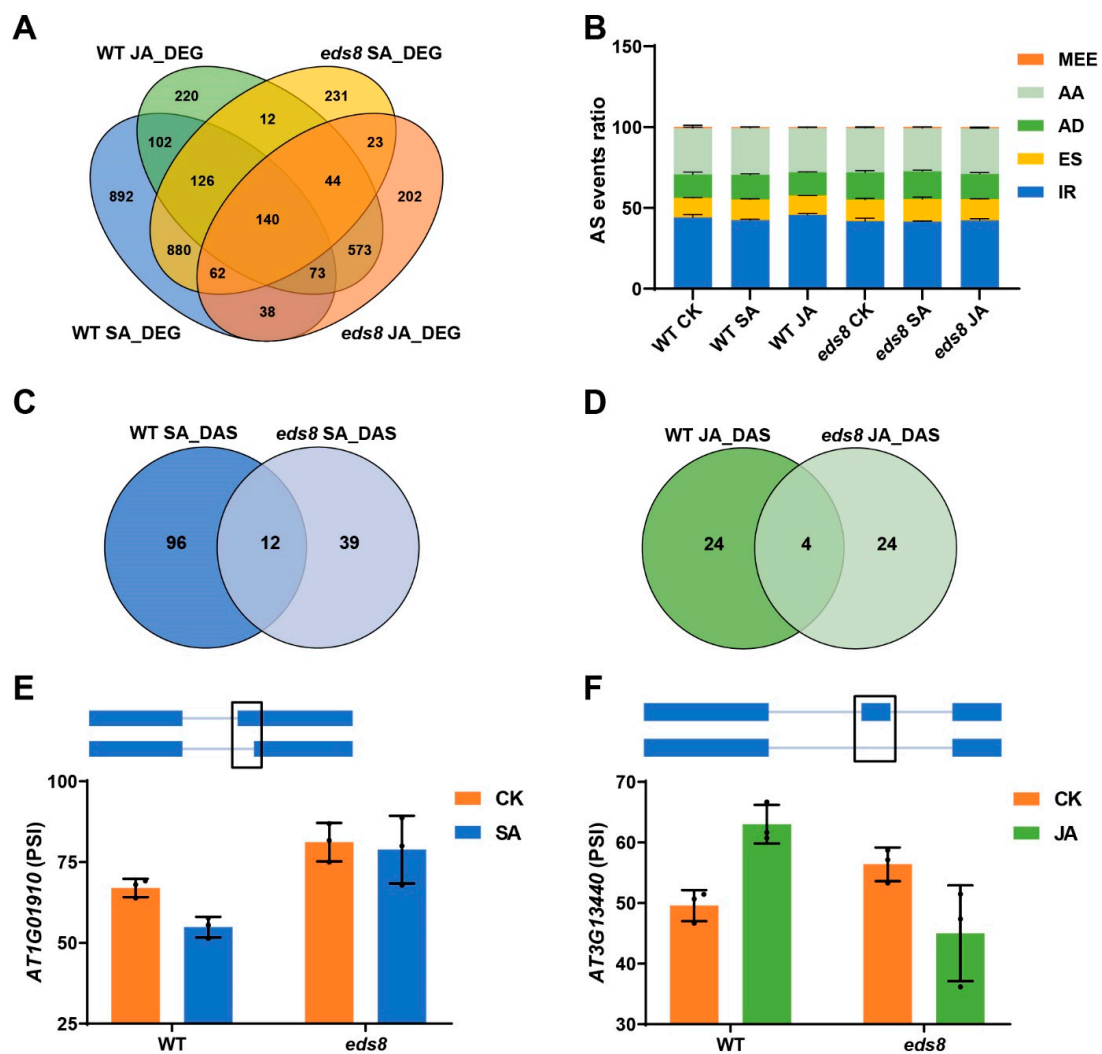 A
WT JA_DEG
eds8 SA_DEG
220
231
12
102
23
126
44
892
202
140
880
573
62
73
38
WT SA_DEG
eds8 JA_DEG
B
150
100
50
0
AS events ratio
WT CK
WT SA
WT JA
eds8 CK
eds8 SA
eds8 JA
MEE
AA
AD
ES
IR
C
WT SA_DAS
eds8 SA_DAS
96
12
39
D
WT JA_DAS
eds8 JA_DAS
24
4
24
E
AT1G01910 (PSI)
100
75
50
25
WT
eds8
CK
SA
F
AT3G13440 (PSI)
70
60
50
40
30
WT
eds8
CK
JA